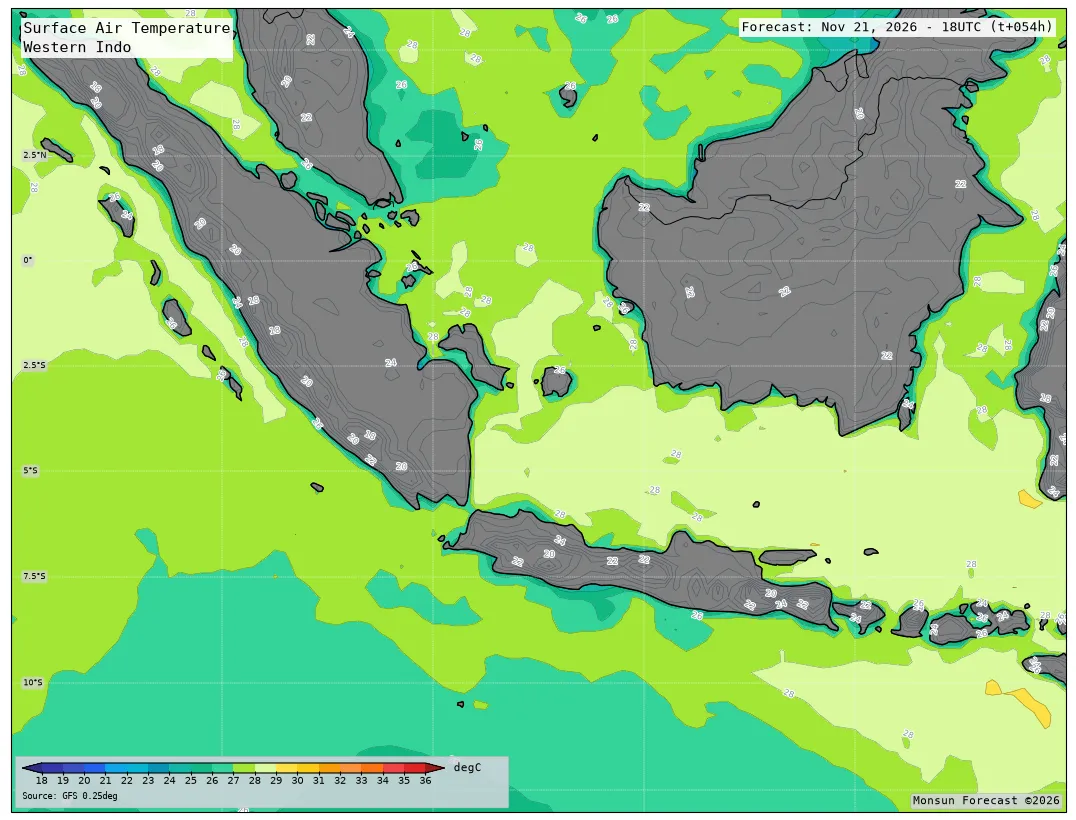 Surface Air Temperature
Western Indo
Forecast: Nov 21, 2026 - 18UTC (t+054h)
2.5°N
0°
2.5°S
5°S
7.5°S
10°S
degC
18 19 20 21 22 23 24 25 26 27 28 29 30 31 32 33 34 35 36
Source: GFS 0.25deg
Monsun Forecast ©2026